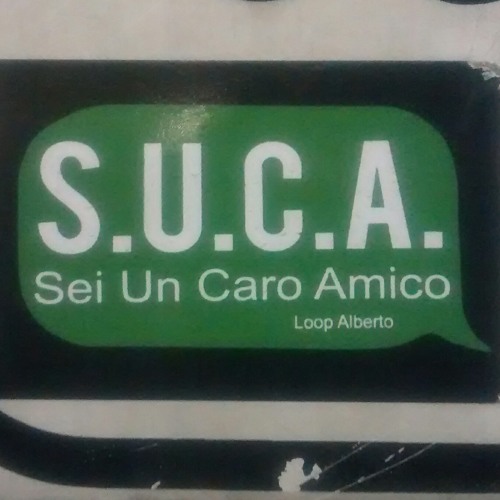 S.U.C.A.
Sei Un Caro Amico
Loop Alberto